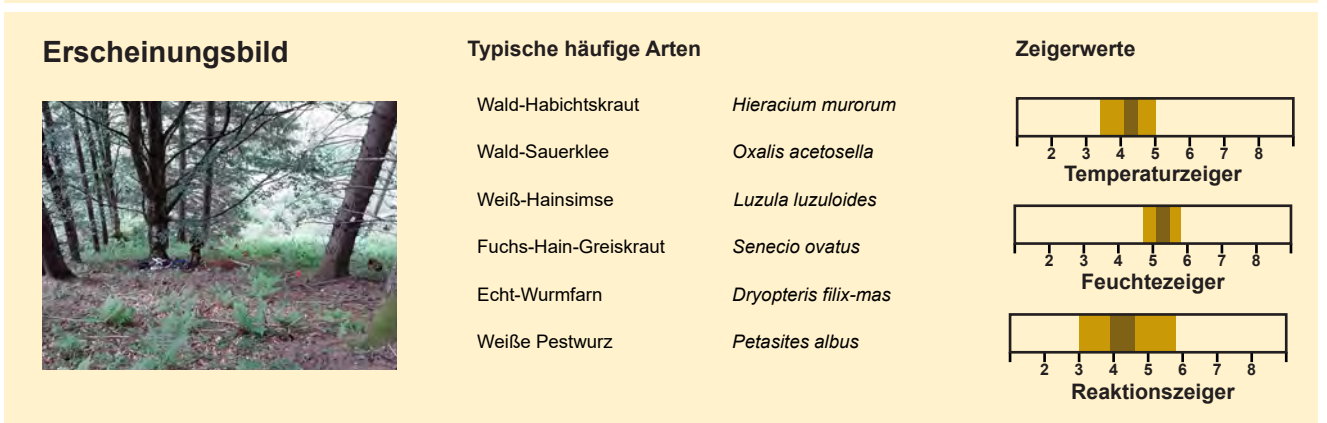 Erscheinungsbild
Typische häufige Arten
Wald-Habichtskraut Hieracium murorum
Wald-Sauerklee Oxalis acetosella
Weiß-Hainsimse Luzula luzuloides
Fuchs-Hain-Greiskraut Senecio ovatus
Echt-Wurmfarn Dryopteris filix-mas
Weiße Pestwurz Petasites albus
Zeigerwerte
2 3 4 5 6 7 8
Temperaturzeiger
2 3 4 5 6 7 8
Feuchtezeiger
2 3 4 5 6 7 8
Reaktionszeiger